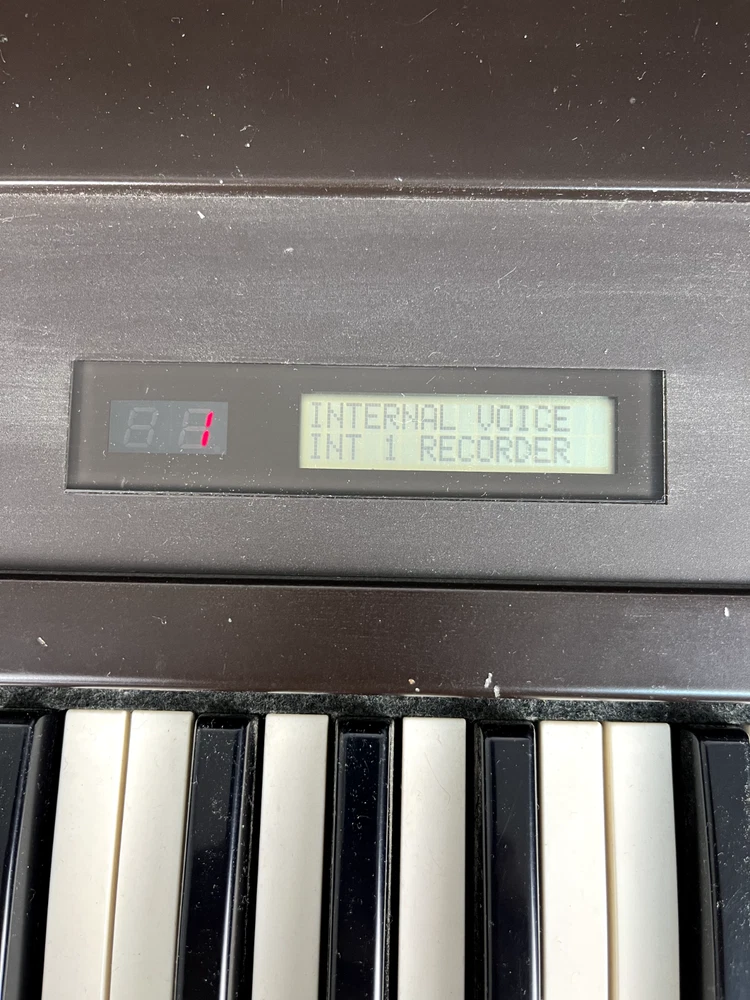 1
INTERNAL VOICE
INT 1 RECORDER